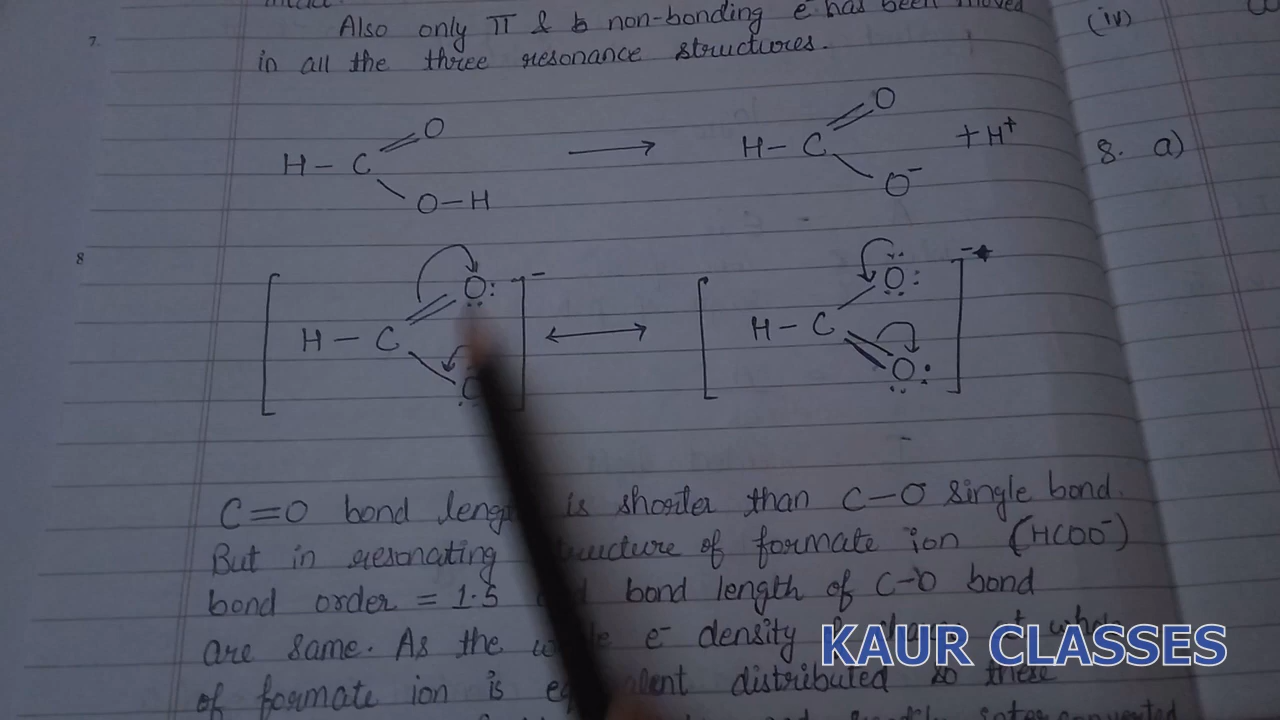 Also only π & b non-bonding e⁻ has been moved
(iv)
7.
in all the three resonance structures.
H–C
O
O–H
→
H–C
O
O⁻
+H⁺
8. a)
8
[H–C
O:
]⁻
↔
[H–C
O:
O:
]⁻
C=O bond leng is shorter than C–O single bond.
But in resonating structure of formate ion (HCOO⁻)
bond order = 1.5 bond length of C–O bond
are same. As the e⁻ density
of formate ion is distributed so these
KAUR CLASSES